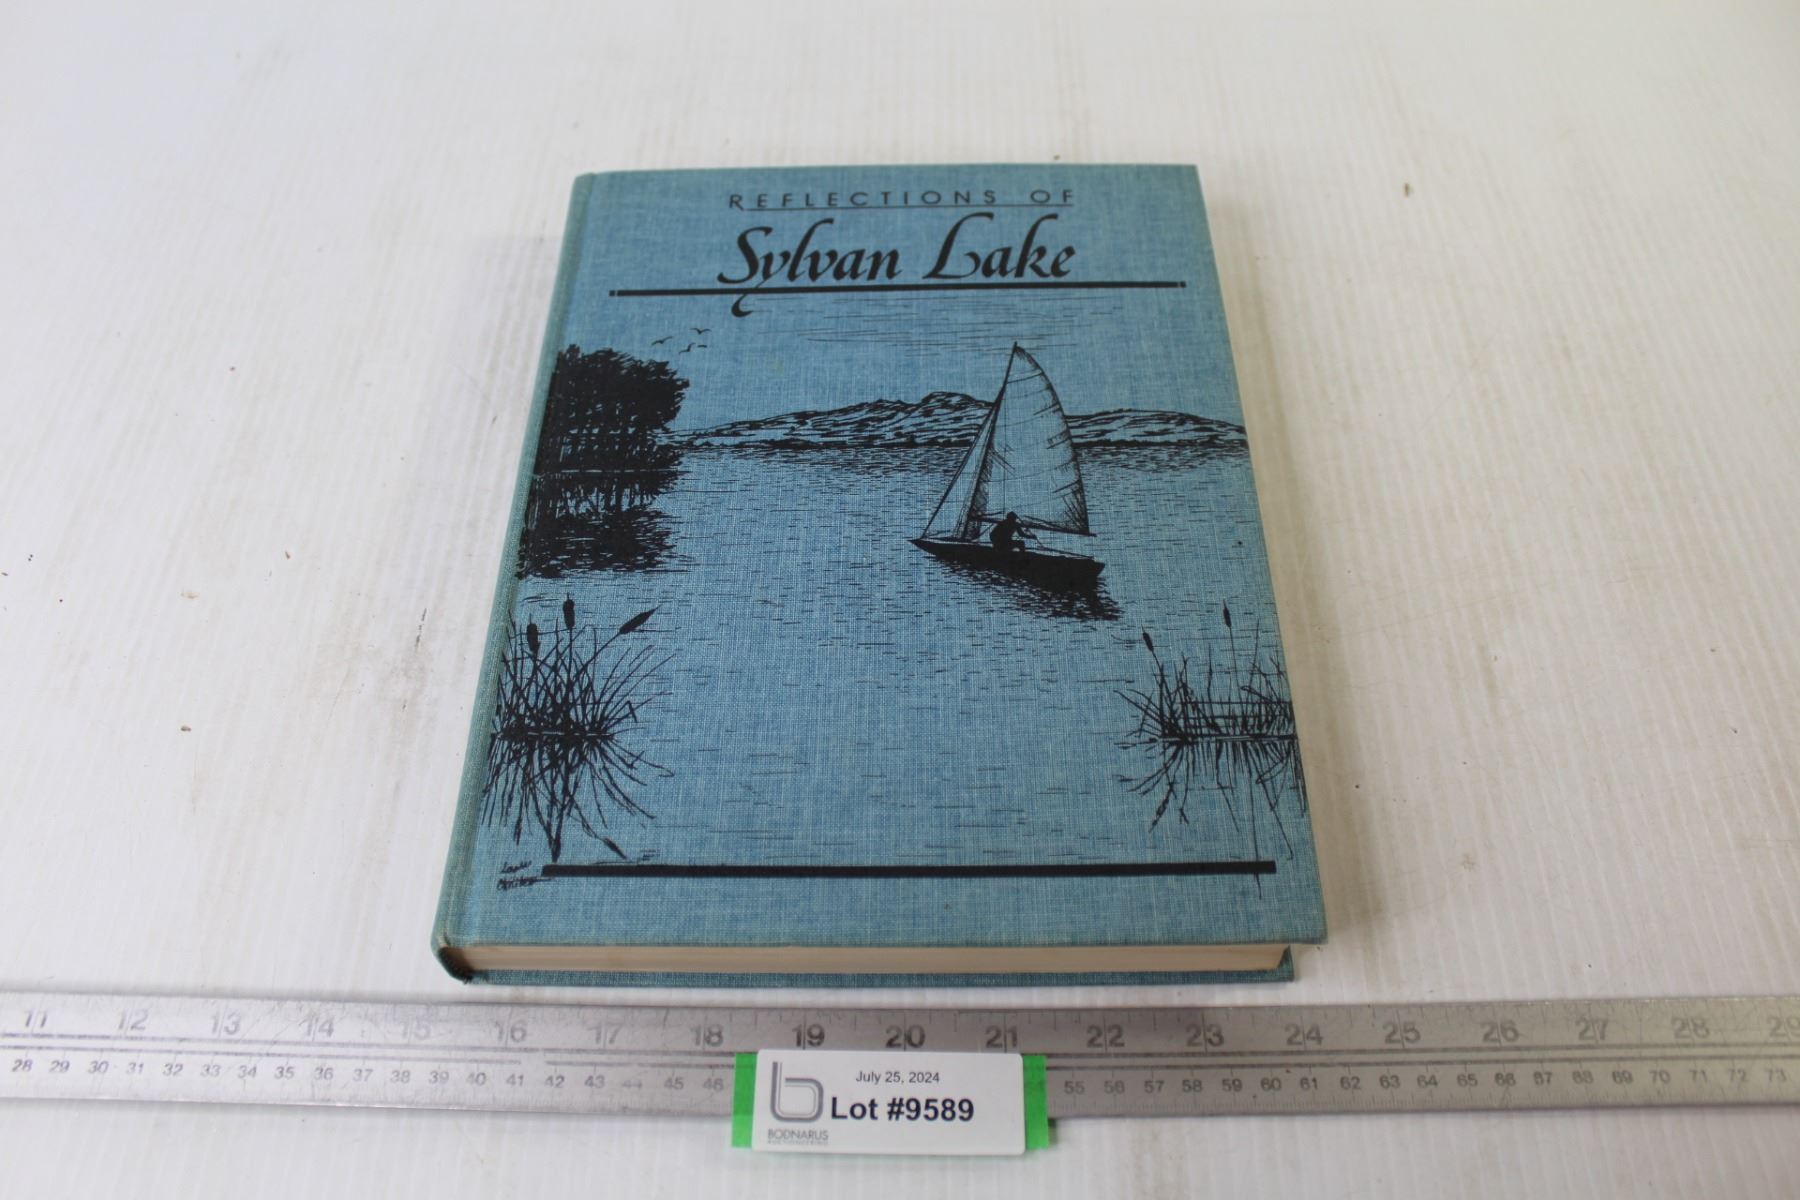 REFLECTIONS OF
Sylvan Lake
11 12 13 14 15 16 17 18 19 20 21 22 23 24 25 26 27 28 29
28 29 30 31 32 33 34 35 36 37 38 39 40 41 42 43 44 45 46 55 56 57 58 59 60 61 62 63 64 65 66 67 68 69 70 71 72 73
July 25, 2024
Lot #9589
BODNARUS
AUCTIONEERING